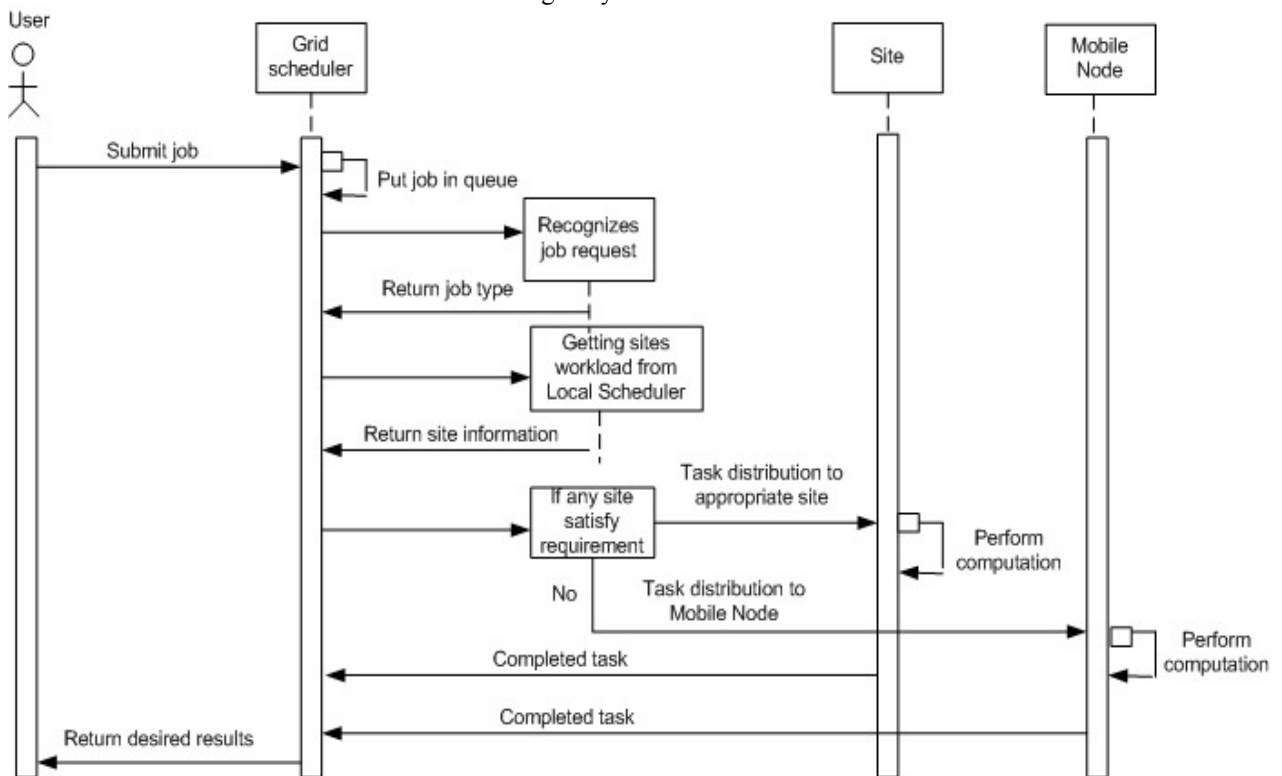 User
Grid
scheduler
Site
Mobile
Node
Submit job
Put job in queue
Recognizes
job request
Return job type
Getting sites
workload from
Local Scheduler
Return site information
If any site
satisfy
requirement
Task distribution to
appropriate site
Perform
computation
No
Task distribution to
Mobile Node
Perform
computation
Completed task
Completed task
Return desired results